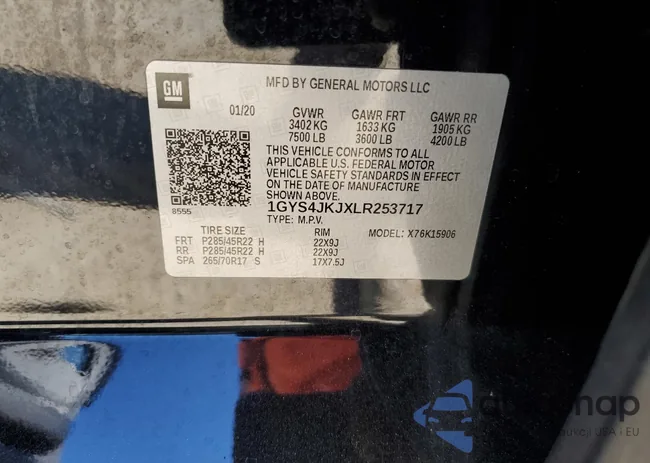 GM
MFD BY GENERAL MOTORS LLC
01/20 GVWR GAWR FRT GAWR RR
3402 KG 1633 KG 1905 KG
7500 LB 3600 LB 4200 LB
THIS VEHICLE CONFORMS TO ALL
APPLICABLE U.S. FEDERAL MOTOR
VEHICLE SAFETY STANDARDS IN EFFECT
ON THE DATE OF MANUFACTURE
SHOWN ABOVE.
8555 1GYS4JKJXLR253717
TYPE: M.P.V.
TIRE SIZE RIM MODEL: X76K15906
FRT P285/45R22 H 22X9J
RR P285/45R22 H 22X9J
SPA 265/70R17 S 17X7.5J
USA - EU